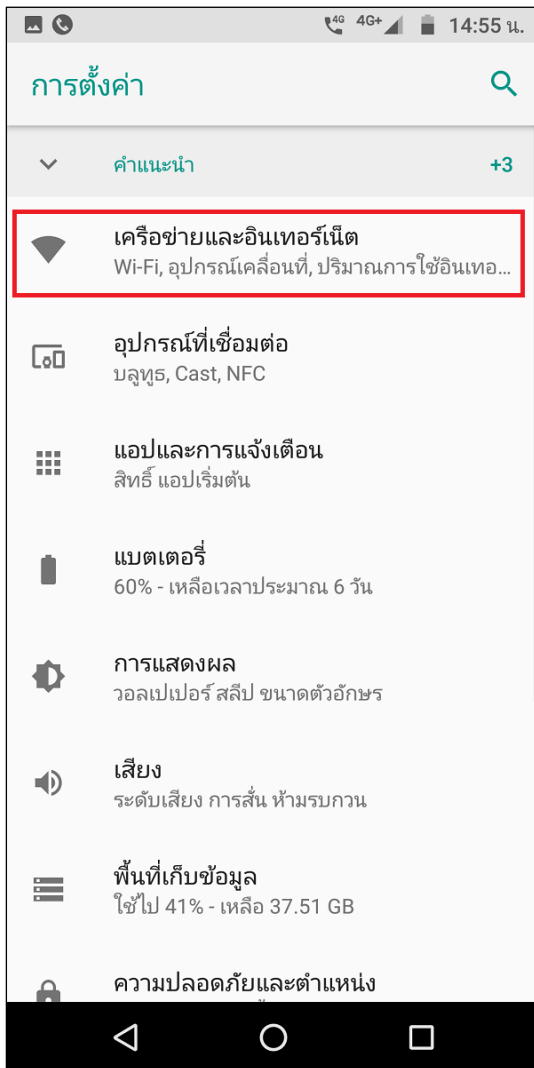 4G 4G+ 14:55 น.
การตั้งค่า
คำแนะนำ +3
เครือข่ายและอินเทอร์เน็ต
Wi-Fi, อุปกรณ์เคลื่อนที่, ปริมาณการใช้อินเทอ...
อุปกรณ์ที่เชื่อมต่อ
บลูทูธ, Cast, NFC
แอปและการแจ้งเตือน
สิทธิ์ แอปเริ่มต้น
แบตเตอรี่
60% - เหลือเวลาประมาณ 6 วัน
การแสดงผล
วอลเปเปอร์ สลีป ขนาดตัวอักษร
เสียง
ระดับเสียง การสั่น ห้ามรบกวน
พื้นที่เก็บข้อมูล
ใช้ไป 41% - เหลือ 37.51 GB
ความปลอดภัยและตำแหน่ง